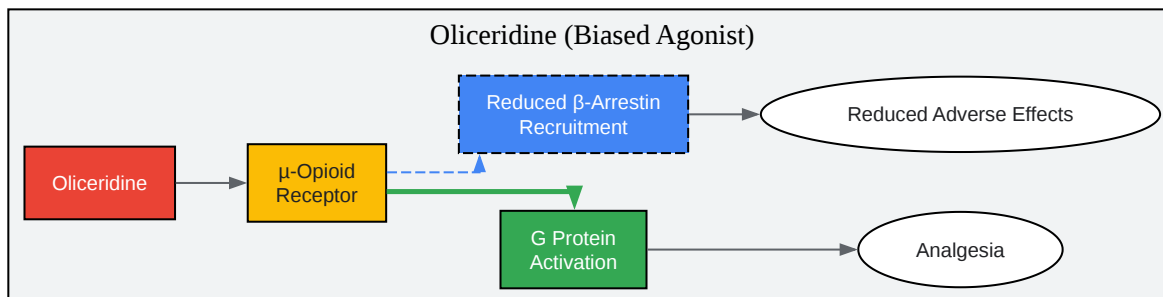 Oliceridine (Biased Agonist)
Reduced β-Arrestin
Recruitment
Reduced Adverse Effects
Oliceridine
µ-Opioid
Receptor
G Protein
Activation
Analgesia